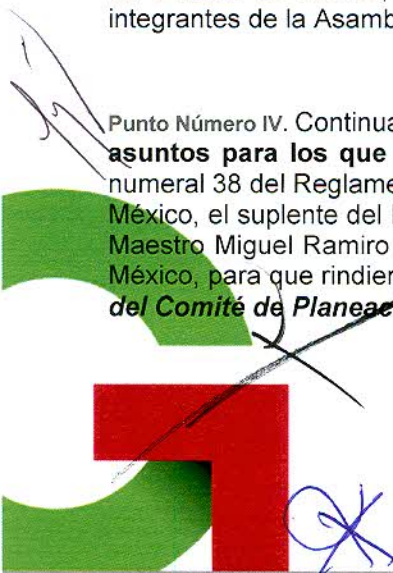 integrantes de la Asamb
Punto Número IV. Continua
asuntos para los que
numeral 38 del Reglame
México, el suplente del
Maestro Miguel Ramiro
México, para que rindier
del Comité de Planeac